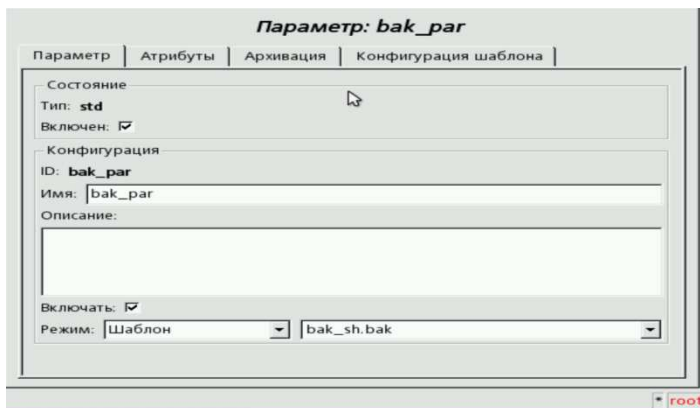 Параметр: bak_par
Параметр Атрибуты Архивация Конфигурация шаблона
Состояние
Тип: std
Включен:
Конфигурация
ID: bak_par
Имя: bak_par
Описание:
Включать:
Режим: Шаблон bak_sh.bak
* root